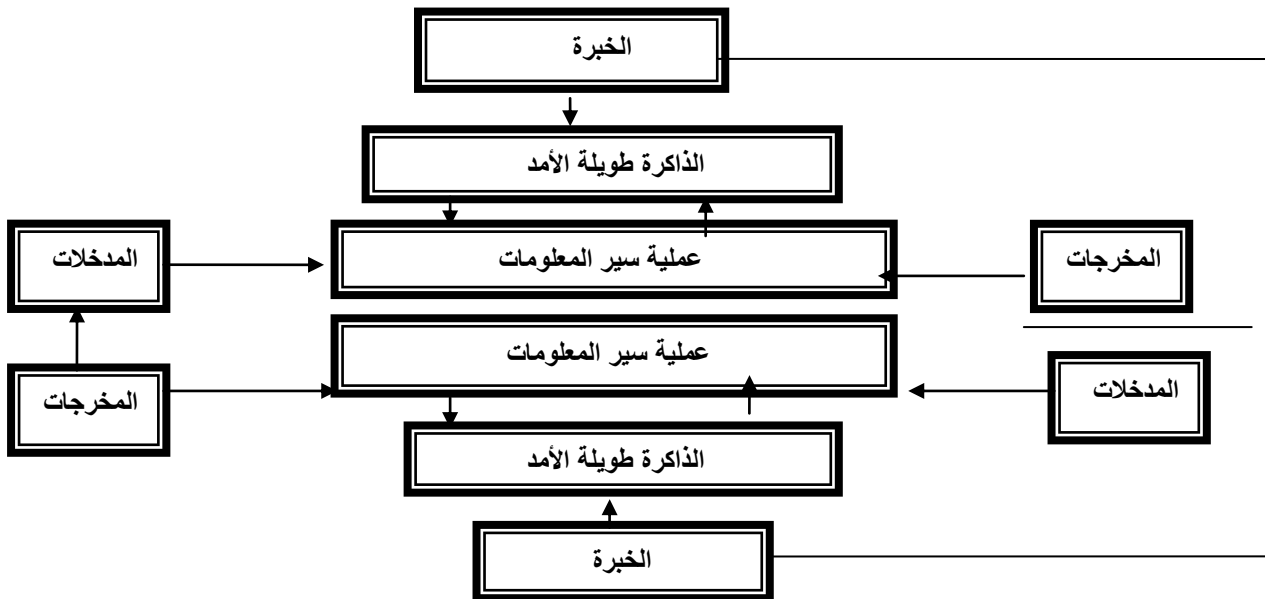 الخبرة
الذاكرة طويلة الأمد
المدخلات
عملية سير المعلومات
المخرجات
عملية سير المعلومات
المدخلات
المخرجات
الذاكرة طويلة الأمد
الخبرة